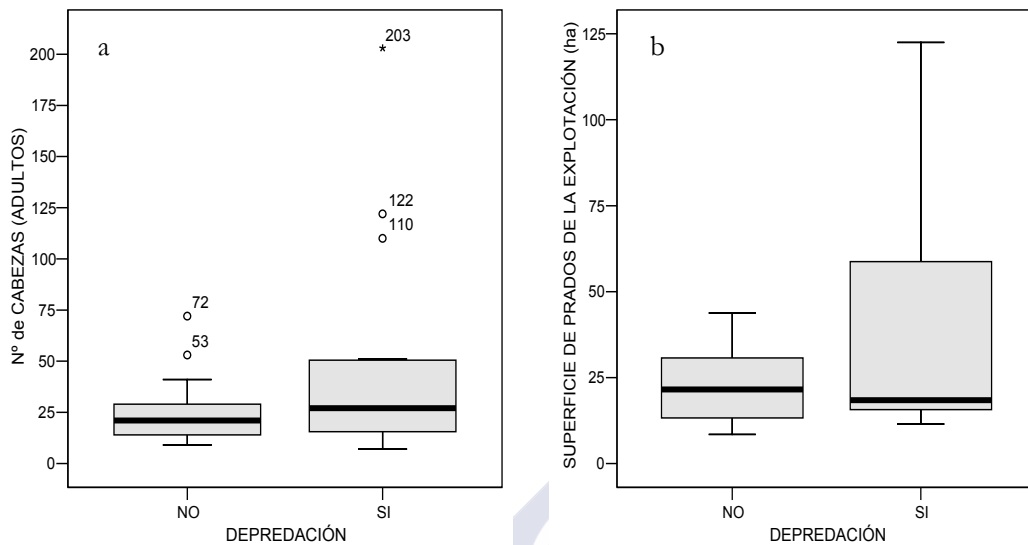 a
Nº de CABEZAS (ADULTOS)
200
175
150
125
100
75
50
25
0
203
122
110
72
53
NO
SI
DEPREDACIÓN
b
SUPERFICIE DE PRADOS DE LA EXPLOTACIÓN (ha)
125
100
75
50
25
0
NO
SI
DEPREDACIÓN